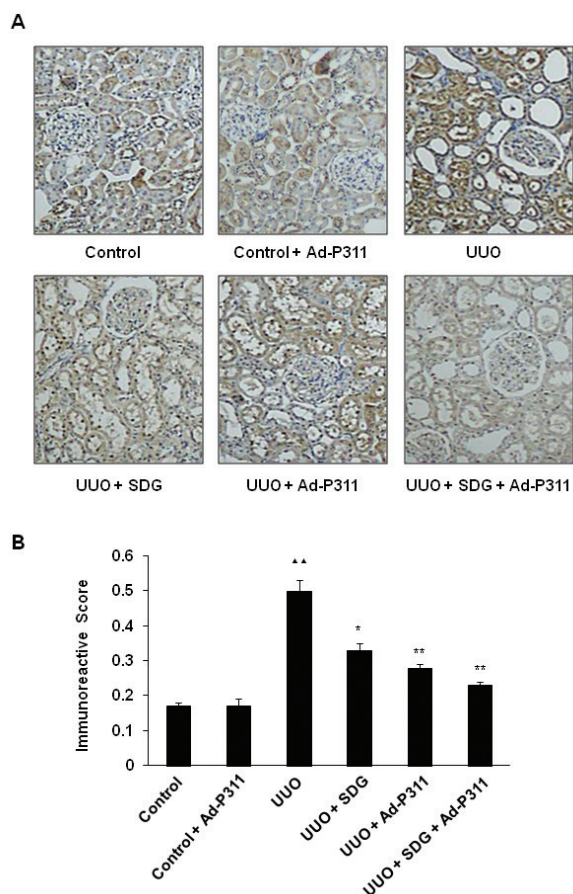 A
Control
Control + Ad-P311
UUO
UUO + SDG
UUO + Ad-P311
UUO + SDG + Ad-P311
B
Immunoreactive Score
0.6
0.5
0.4
0.3
0.2
0.1
0
▲▲
*
**
**
Control
Control + Ad-P311
UUO
UUO + SDG
UUO + Ad-P311
UUO + SDG + Ad-P311